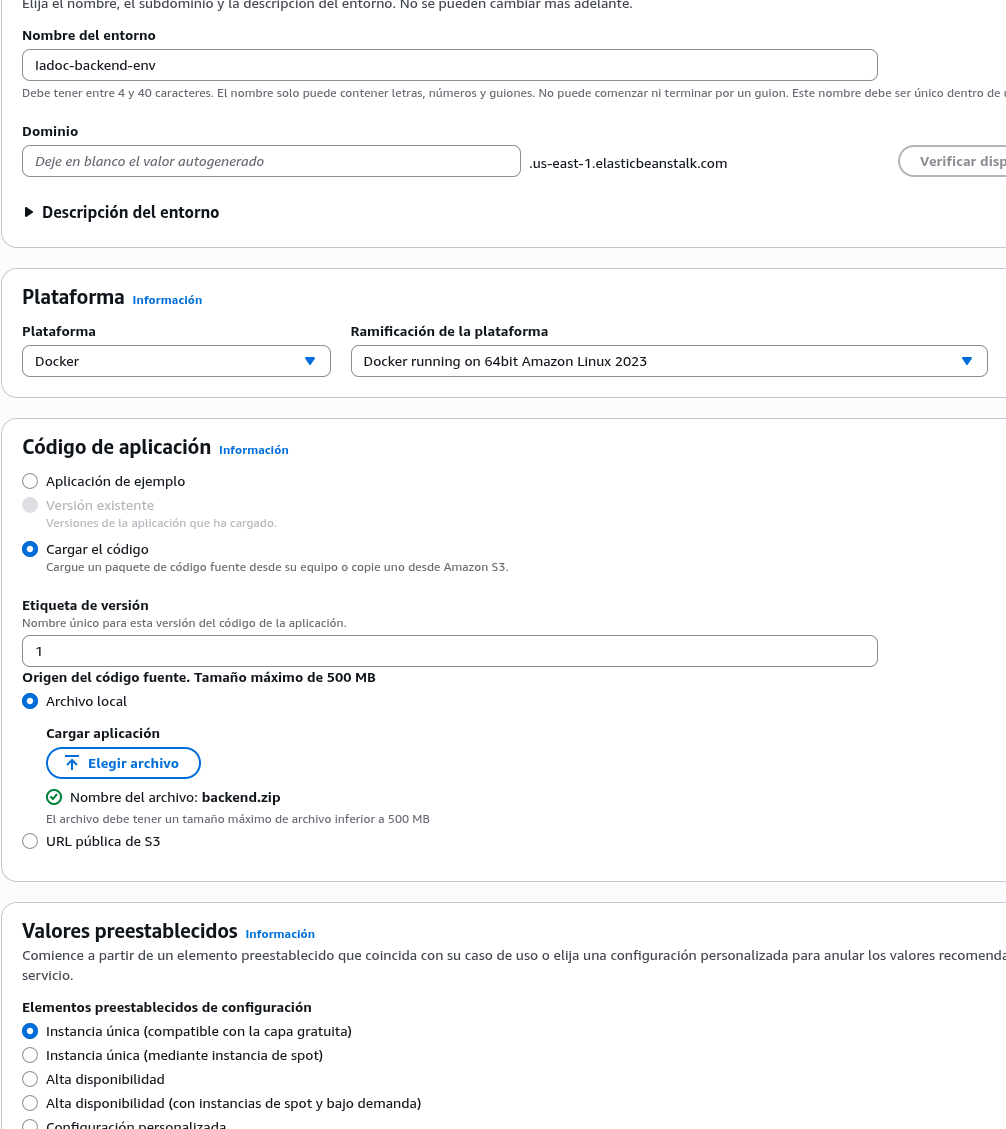 Elija el nombre, el subdominio y la descripción del entorno. No se pueden cambiar más adelante.
Nombre del entorno
Iadoc-backend-env
Debe tener entre 4 y 40 caracteres. El nombre solo puede contener letras, números y guiones. No puede comenzar ni terminar por un guion. Este nombre debe ser único dentro de
Dominio
Deje en blanco el valor autogenerado
.us-east-1.elasticbeanstalk.com
Verificar disp
Descripción del entorno
Plataforma Información
Plataforma
Ramificación de la plataforma
Docker
Docker running on 64bit Amazon Linux 2023
Código de aplicación Información
Aplicación de ejemplo
Versión existente
Versiones de la aplicación que ha cargado.
Cargar el código
Cargue un paquete de código fuente desde su equipo o copie uno desde Amazon S3.
Etiqueta de versión
Nombre único para esta versión del código de la aplicación.
1
Origen del código fuente. Tamaño máximo de 500 MB
Archivo local
Cargar aplicación
Elegir archivo
Nombre del archivo: backend.zip
El archivo debe tener un tamaño máximo de archivo inferior a 500 MB
URL pública de S3
Valores preestablecidos Información
Comience a partir de un elemento preestablecido que coincida con su caso de uso o elija una configuración personalizada para anular los valores recomenda
servicio.
Elementos preestablecidos de configuración
Instancia única (compatible con la capa gratuita)
Instancia única (mediante instancia de spot)
Alta disponibilidad
Alta disponibilidad (con instancias de spot y bajo demanda)
Configuración personalizada